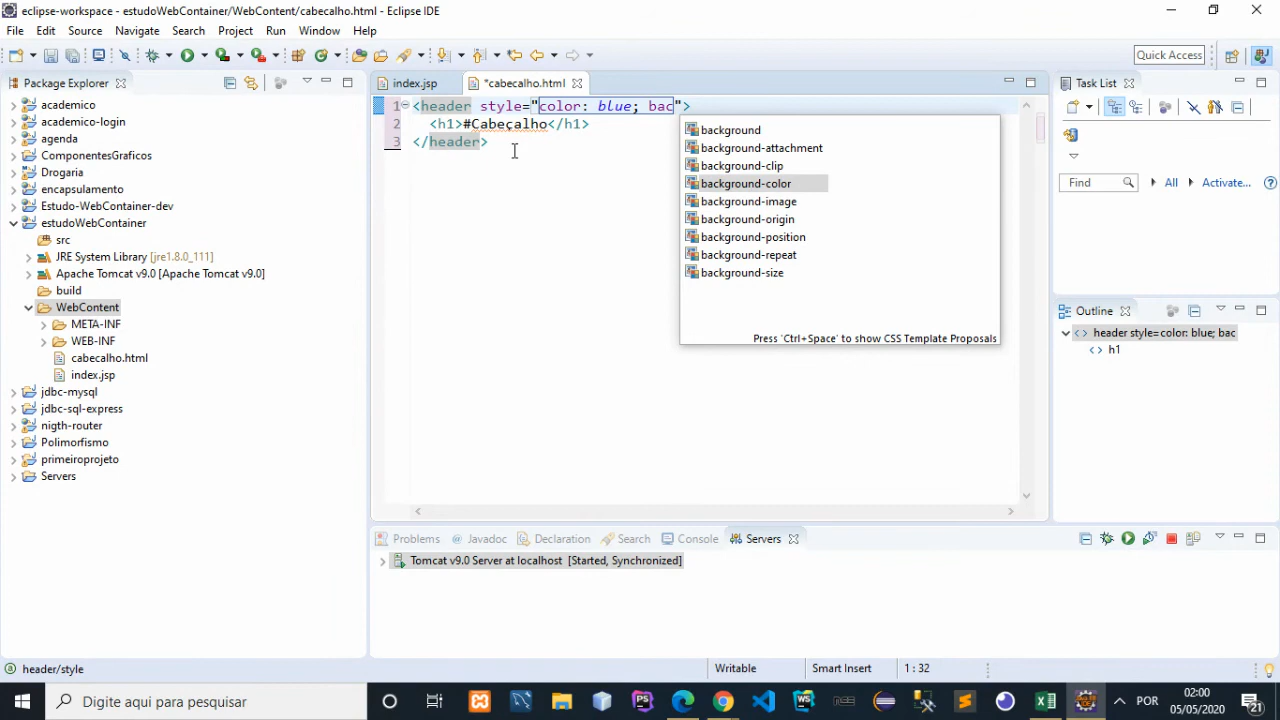 eclipse-workspace - estudoWebContainer/WebContent/cabecalho.html - Eclipse IDE
File Edit Source Navigate Search Project Run Window Help
Quick Access
Package Explorer
academico
academico-login
agenda
ComponentesGraficos
Drogaria
encapsulamento
Estudo-WebContainer-dev
estudoWebContainer
src
JRE System Library [jre1.8.0_111]
Apache Tomcat v9.0 [Apache Tomcat v9.0]
build
WebContent
META-INF
WEB-INF
cabecalho.html
index.jsp
jdbc-mysql
jdbc-sql-express
nigth-router
Polimorfismo
primeiroprojeto
Servers
index.jsp *cabecalho.html
1 <header style="color: blue; bac">
2 <h1>#Cabeçalho</h1>
3 </header>
background
background-attachment
background-clip
background-color
background-image
background-origin
background-position
background-repeat
background-size
Press 'Ctrl+Space' to show CSS Template Proposals
Task List
Find All Activate...
Outline
header style=color: blue; bac
h1
Problems Javadoc Declaration Search Console Servers
Tomcat v9.0 Server at localhost [Started, Synchronized]
header/style Writable Smart Insert 1 : 32
Digite aqui para pesquisar
POR
02:00
05/05/2020
21